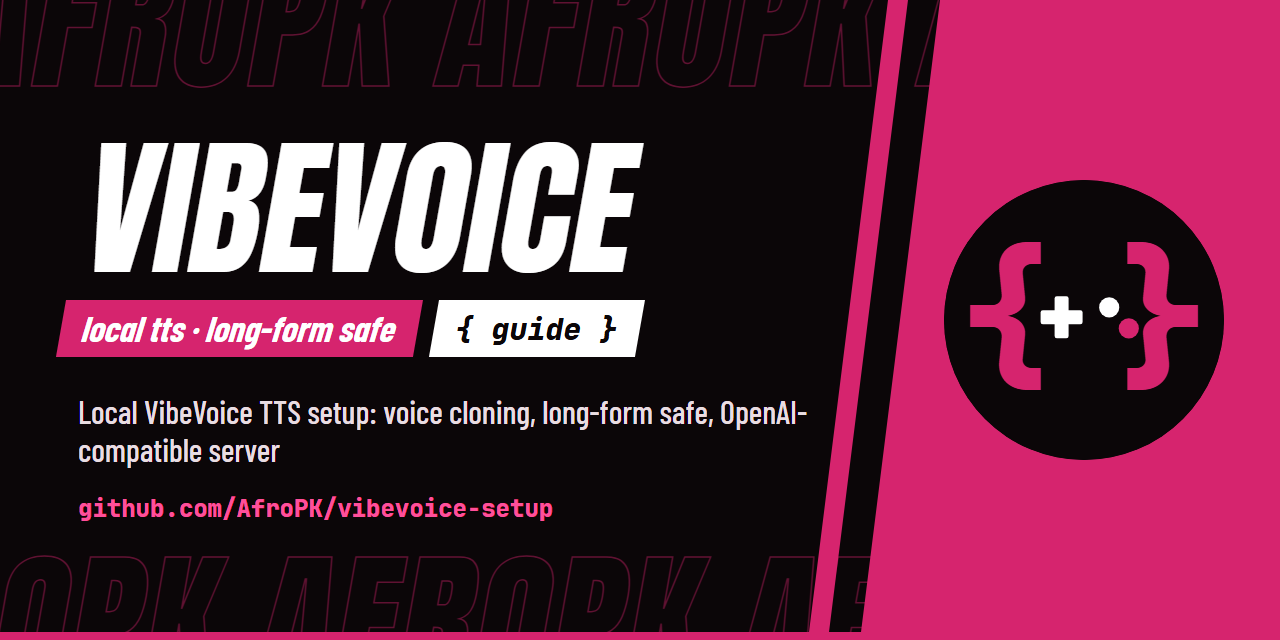 AFROPK AFROPK A
VIBEVOICE
local tts · long-form safe
{ guide }
Local VibeVoice TTS setup: voice cloning, long-form safe, OpenAI-
compatible server
github.com/AfroPK/vibevoice-setup
OPK AFROPK AF